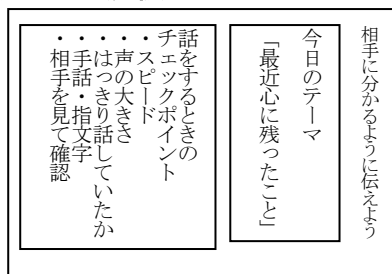 相手に分かるように伝えよう
今日のテーマ
「最近心に残ったこと」
話をするときの
チェックポイント
・スピード
・声の大きさ
・はっきり話していたか
・手話・指文字
・相手を見て確認